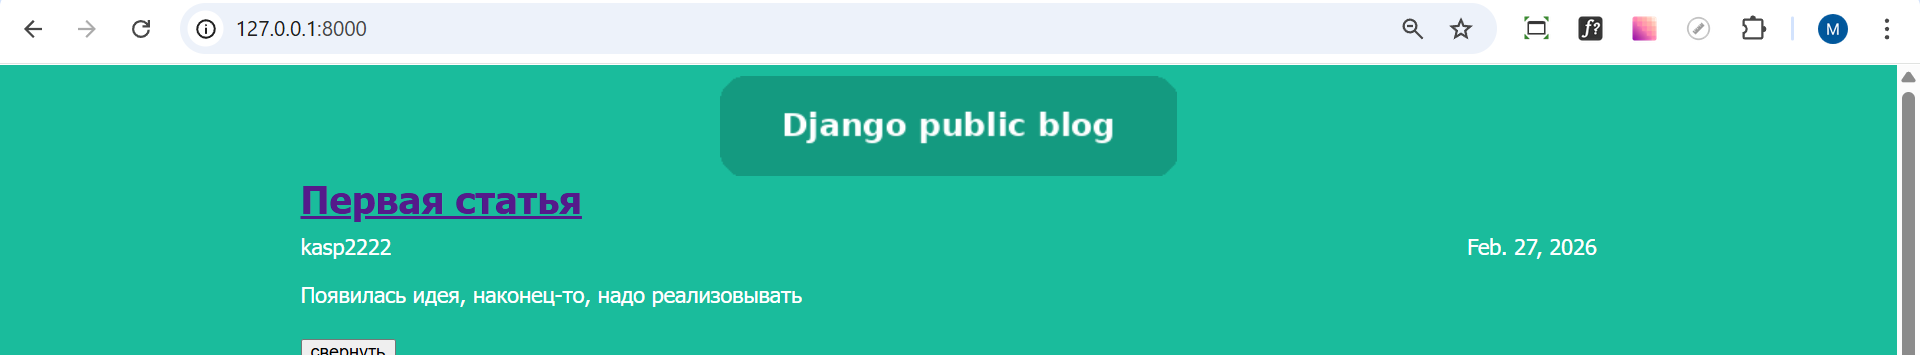 127.0.0.1:8000
f?
M
Django public blog
Первая статья
kasp2222 Feb. 27, 2026
Появилась идея, наконец-то, надо реализовывать
свернуть